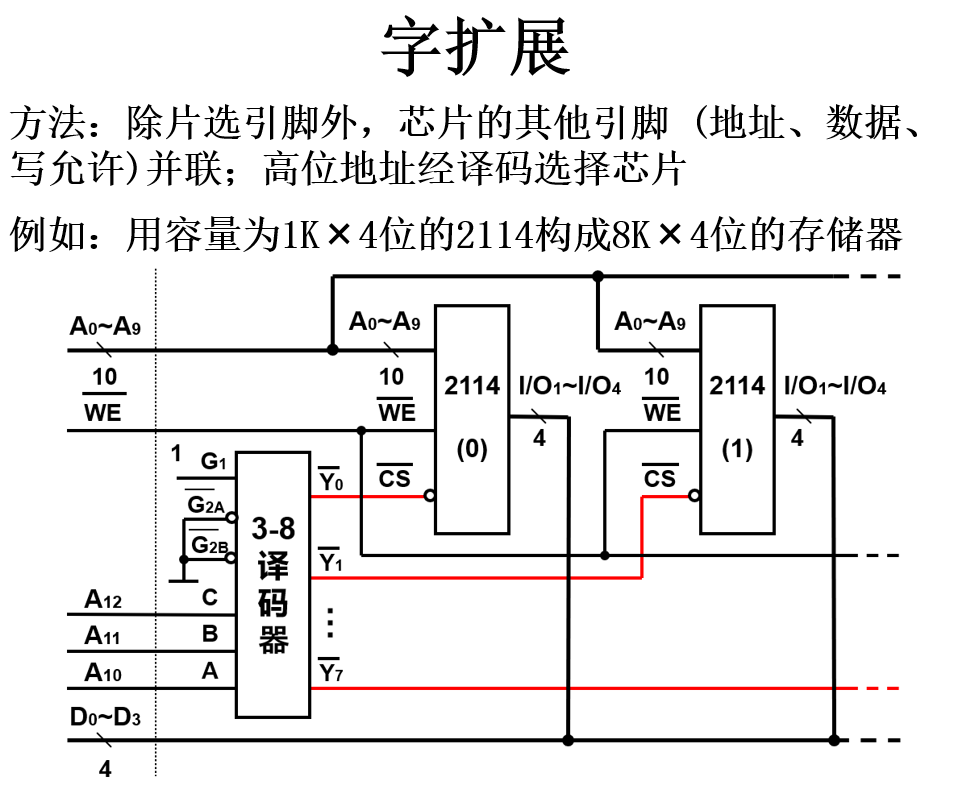 字扩展
方法：除片选引脚外，芯片的其他引脚 (地址、数据、
写允许)并联；高位地址经译码选择芯片
例如：用容量为1K×4位的2114构成8K×4位的存储器
A0~A9
10
WE
A0~A9
10
WE
CS
2114
(0)
I/O1~I/O4
4
A0~A9
10
WE
CS
2114
(1)
I/O1~I/O4
4
1
G1
G2A
G2B
C
B
A
3-8
译
码
器
Y0
Y1
⋮
Y7
A12
A11
A10
D0~D3
4